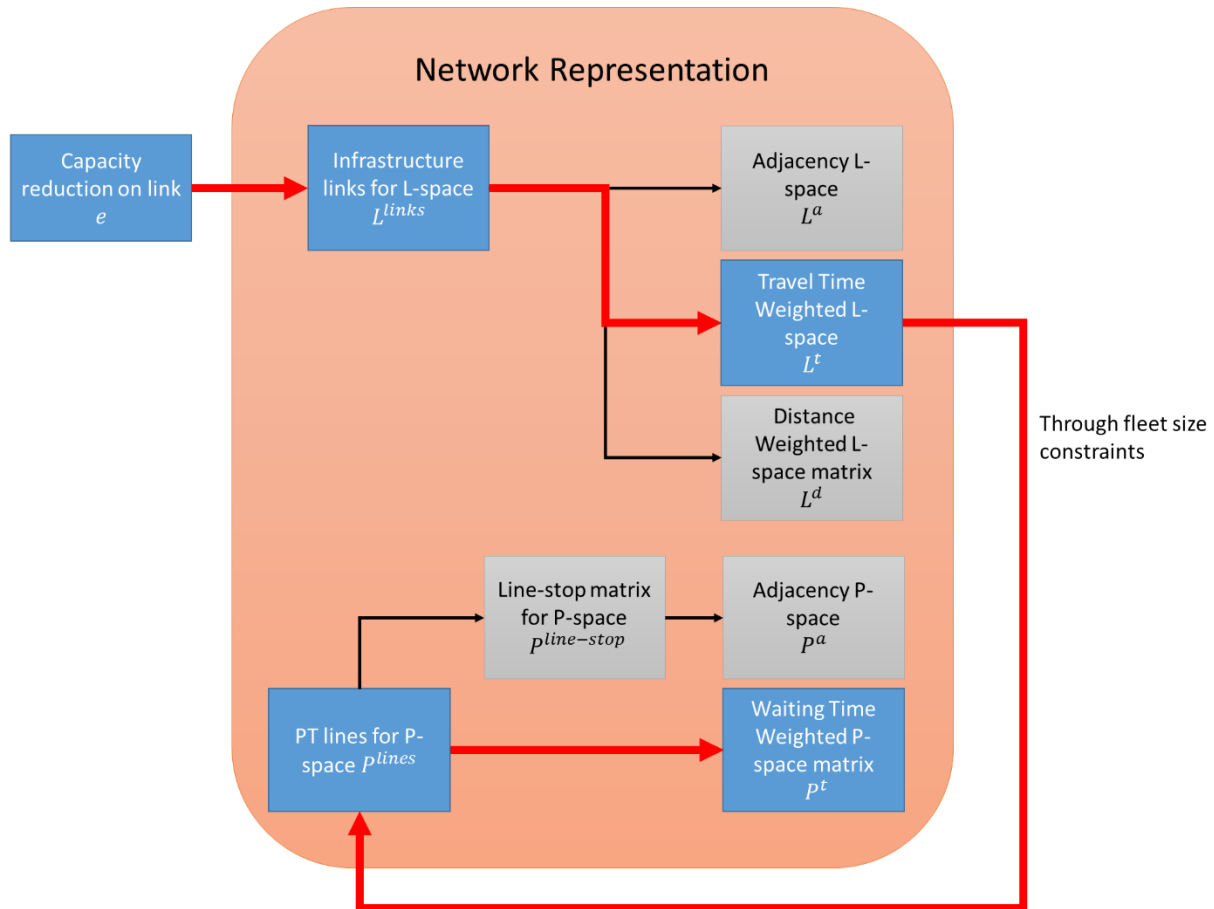 Network Representation
Capacity
reduction on link
e
Infrastructure
links for L-space
L^{links}
Adjacency L-
space
L^a
Travel Time
Weighted L-
space
L^t
Distance
Weighted L-
space matrix
L^d
Through fleet size
constraints
Line-stop matrix
for P-space
P^{line-stop}
Adjacency P-
space
P^a
PT lines for P-
space P^{lines}
Waiting Time
Weighted P-
space matrix
P^t